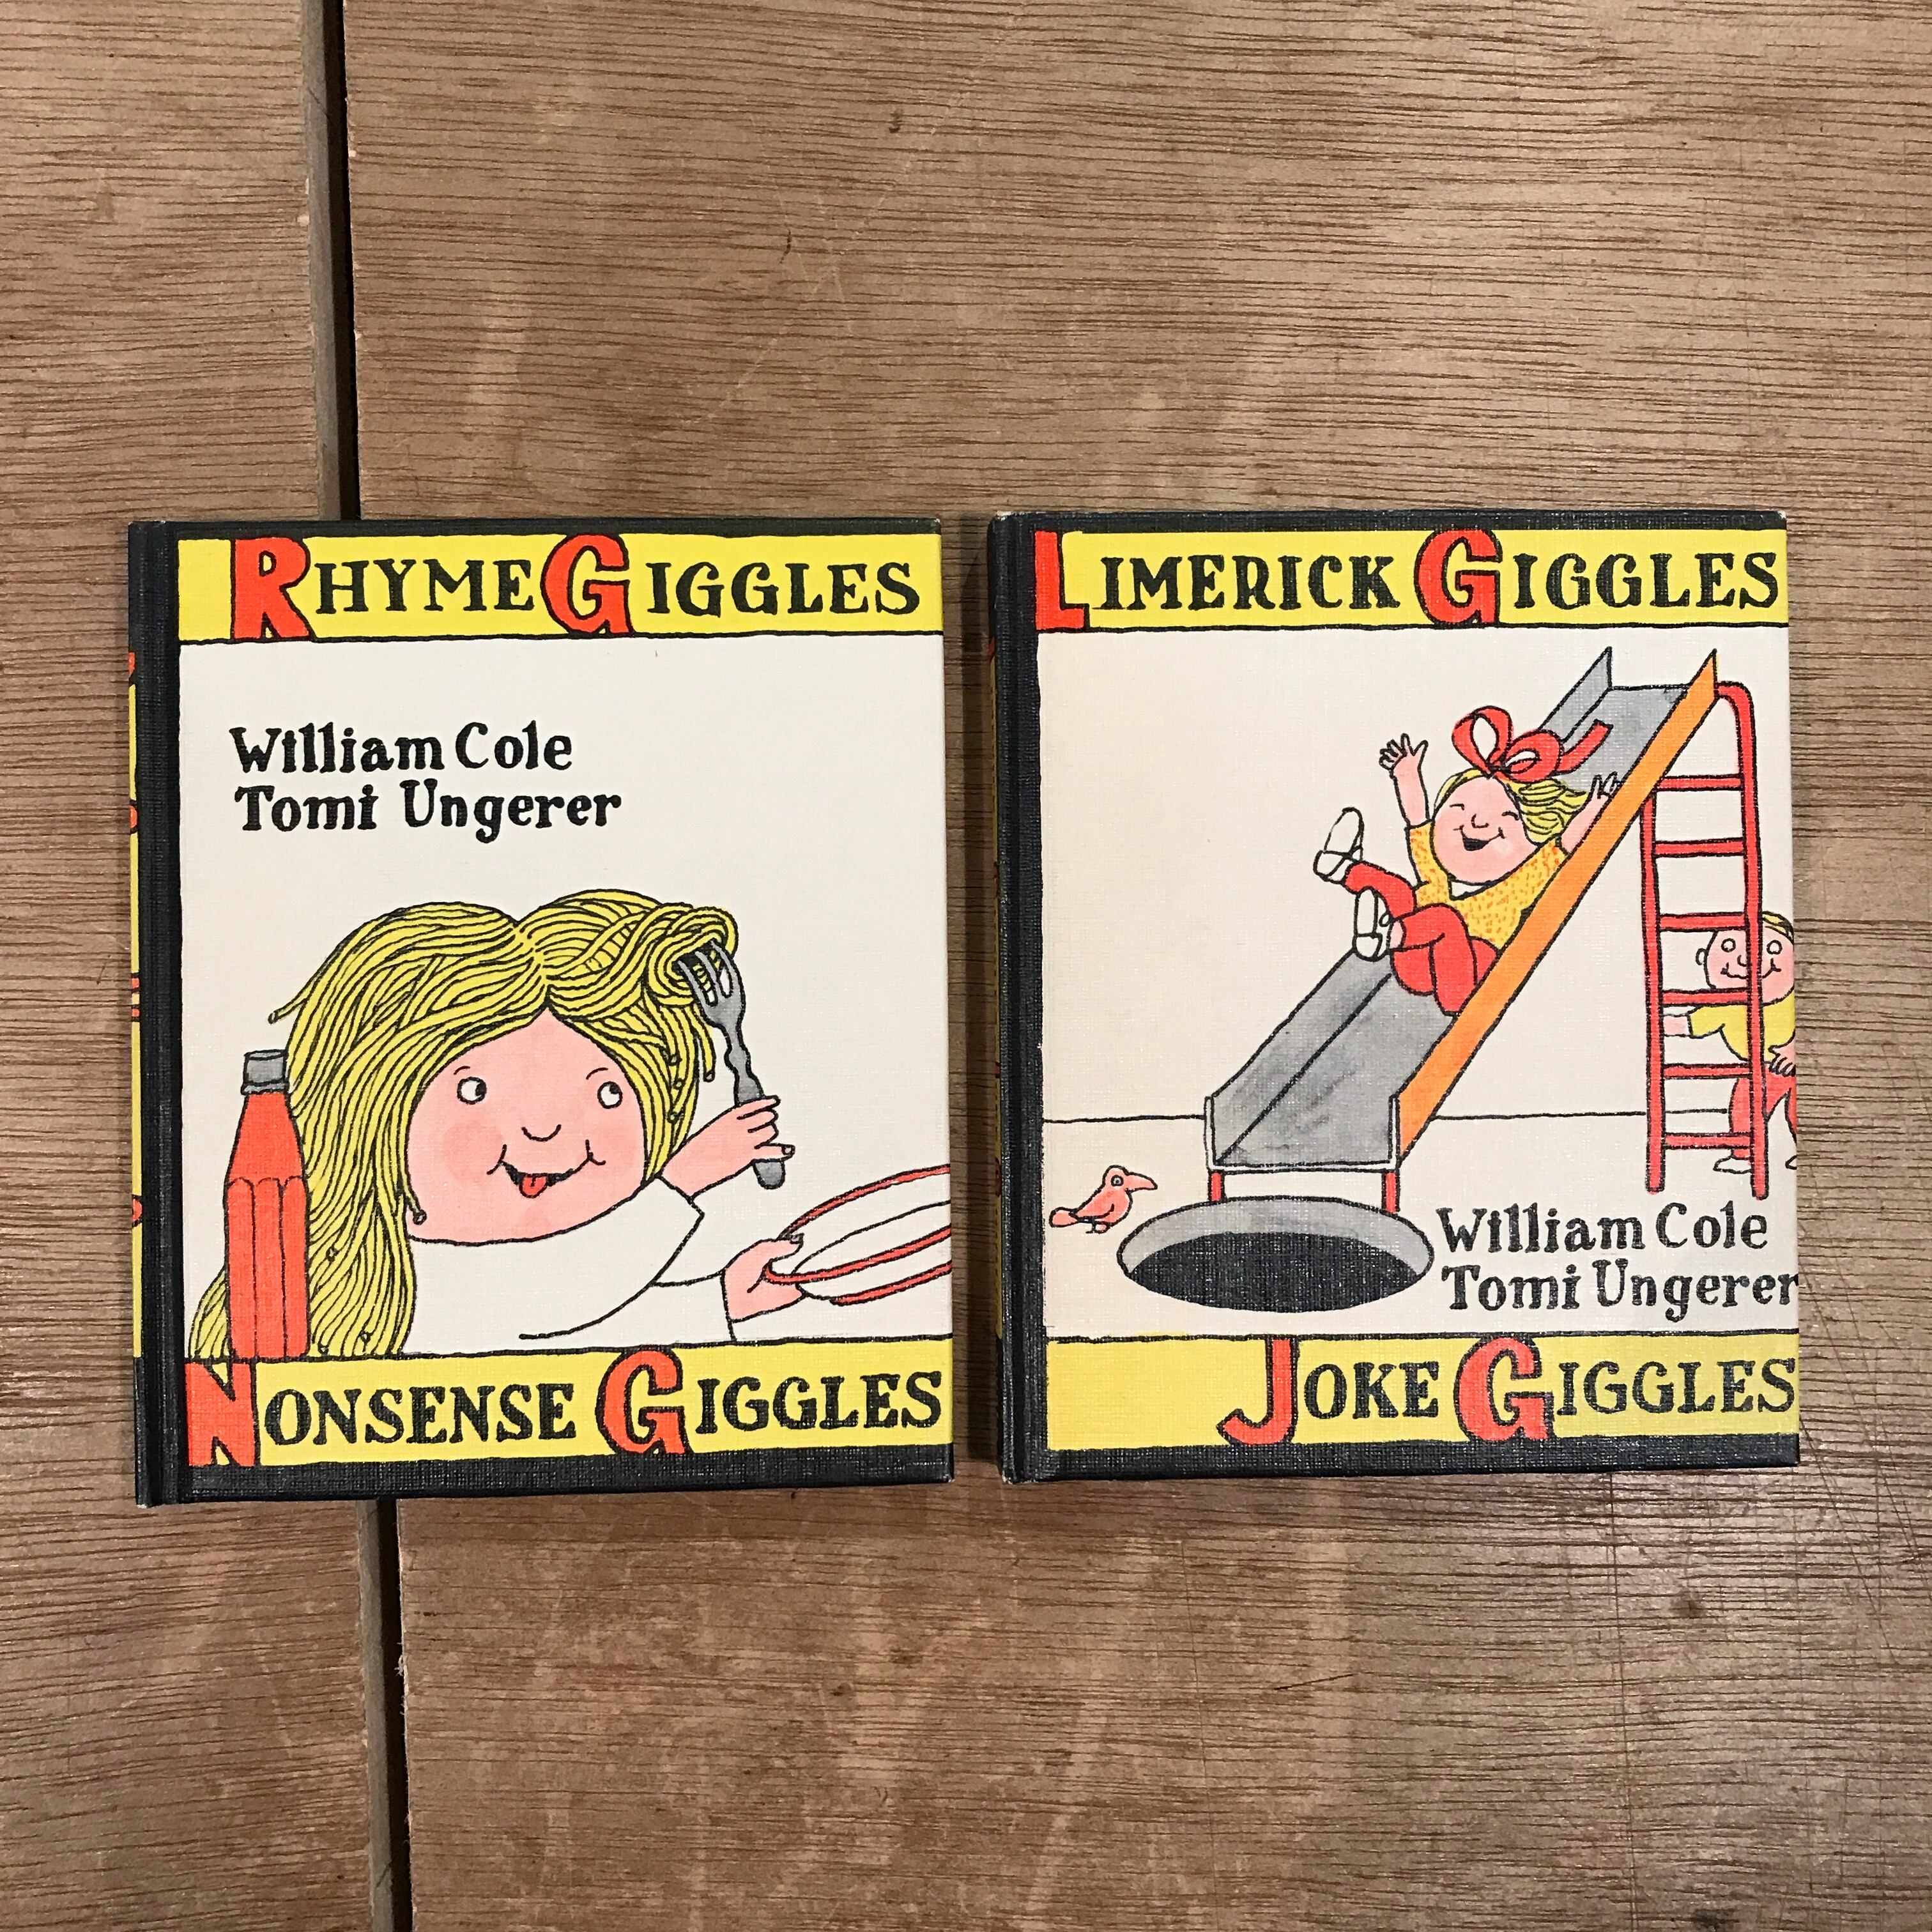 RHYME GIGGLES
William Cole
Tomi Ungerer
NONSENSE GIGGLES
LIMERICK GIGGLES
William Cole
Tomi Ungerer
JOKE GIGGLES